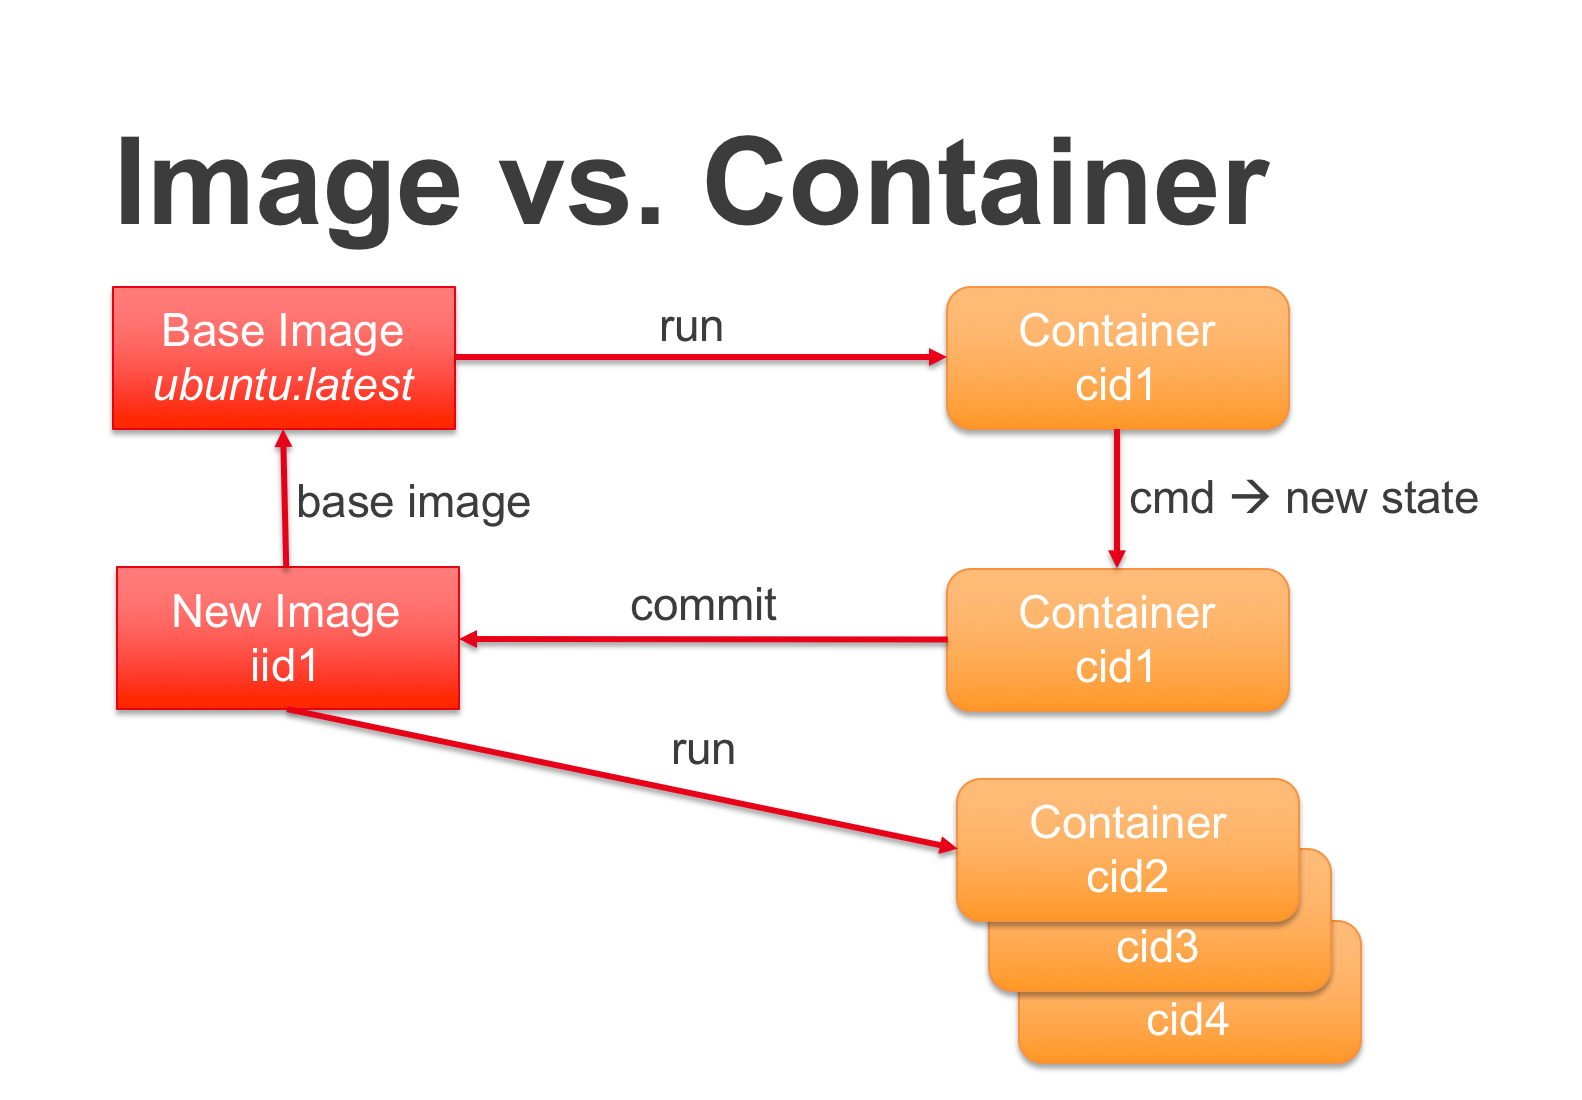 Image vs. Container
Base Image
ubuntu:latest
run
Container
cid1
base image
cmd → new state
New Image
iid1
commit
Container
cid1
run
Container
cid2
cid3
cid4